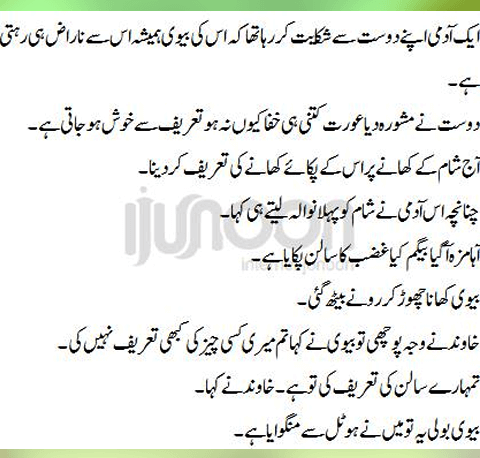 ایک آدمی اپنے دوست سے شکایت کر رہا تھا کہ اس کی بیوی ہمیشہ اس سے ناراض ہی رہتی
ہے۔
دوست نے مشورہ دیا عورت کتنی ہی خفا کیوں نہ ہو تعریف سے خوش ہو جاتی ہے۔
آج شام کے کھانے پر اس کے پکائے کھانے کی تعریف کر دینا۔
چنانچہ اس آدمی نے شام کو پہلا نوالہ لیتے ہی کہا۔
آہا مزہ آ گیا بیگم کیا غضب کا سالن پکایا ہے۔
بیوی کھانا چھوڑ کر رونے بیٹھ گئی۔
خاوند نے وجہ پوچھی تو بیوی نے کہا تم میری کسی چیز کی کبھی تعریف نہیں کی۔
تمہارے سالن کی تعریف کی تو ہے۔ خاوند نے کہا۔
بیوی بولی یہ تو میں نے ہوٹل سے منگوایا ہے۔
ijunoon